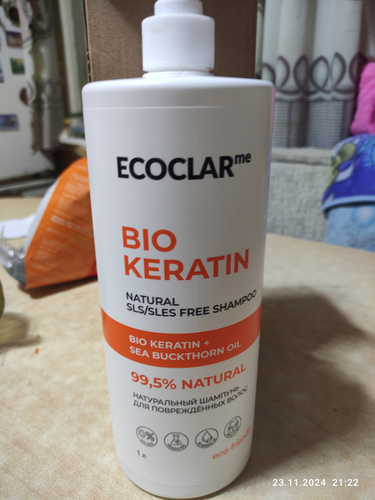 ECOCLARme
BIO
KERATIN
NATURAL
SLS/SLES FREE SHAMPOO
BIO KERATIN +
SEA BUCKTHORN OIL
99,5% NATURAL
НАТУРАЛЬНЫЙ ШАМПУНЬ
ДЛЯ ПОВРЕЖДЁННЫХ ВОЛОС
0%
1 л
23.11.2024 21:22